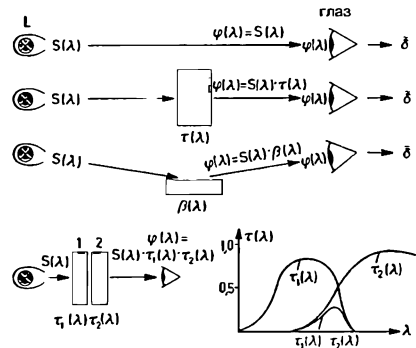 L глаз
S(λ) φ(λ)=S(λ) φ(λ) δ̄
S(λ) φ(λ)=S(λ)·τ(λ) φ(λ) δ̄
τ(λ)
S(λ) φ(λ)=S(λ)·β(λ) φ(λ) δ̄
β(λ)
S(λ) 1 2 φ(λ)=
S(λ)·τ₁(λ)·τ₂(λ)
τ₁(λ) τ₂(λ)
τ(λ)
1,0
τ₁(λ) τ₂(λ)
0,5
λ
τ₁(λ) τ₂(λ)